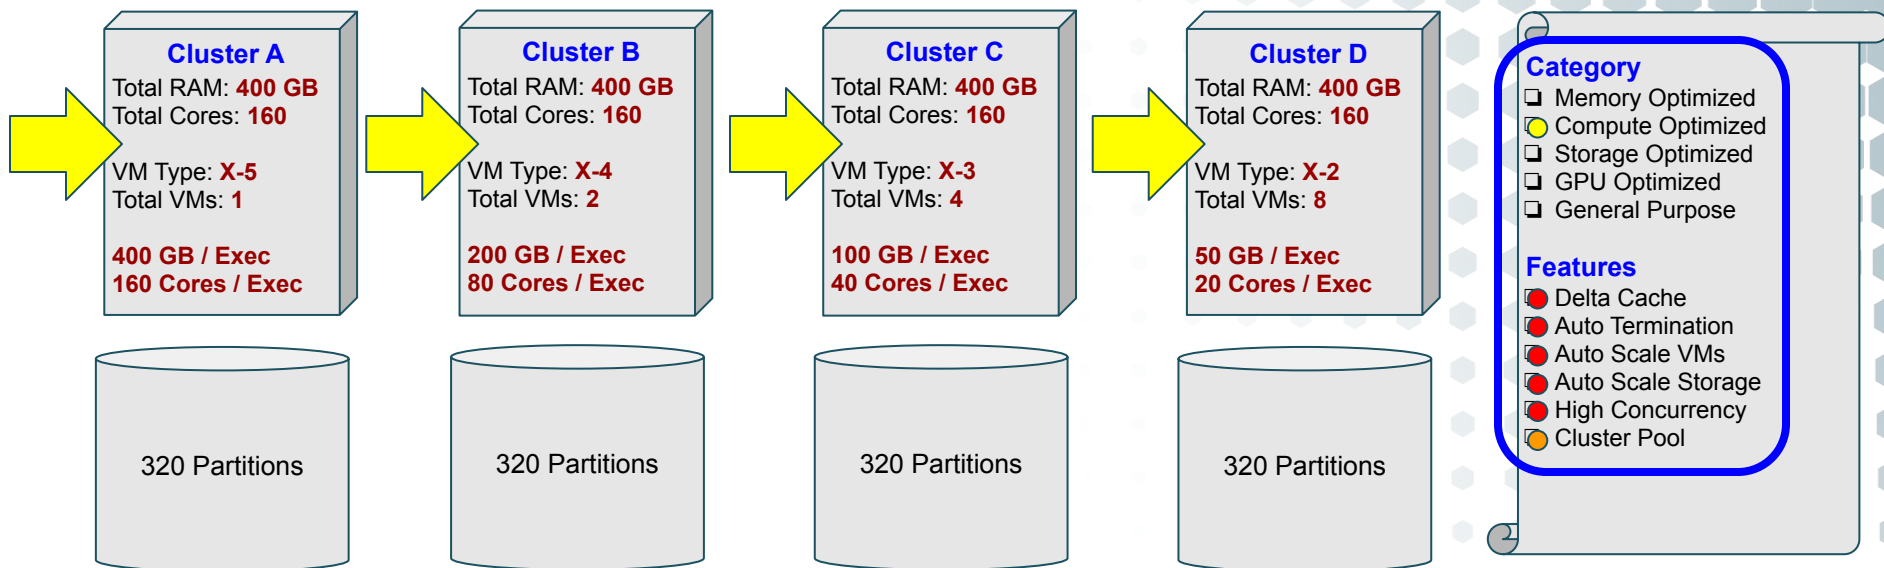 Cluster A
Total RAM: 400 GB
Total Cores: 160
VM Type: X-5
Total VMs: 1
400 GB / Exec
160 Cores / Exec
320 Partitions
Cluster B
Total RAM: 400 GB
Total Cores: 160
VM Type: X-4
Total VMs: 2
200 GB / Exec
80 Cores / Exec
320 Partitions
Cluster C
Total RAM: 400 GB
Total Cores: 160
VM Type: X-3
Total VMs: 4
100 GB / Exec
40 Cores / Exec
320 Partitions
Cluster D
Total RAM: 400 GB
Total Cores: 160
VM Type: X-2
Total VMs: 8
50 GB / Exec
20 Cores / Exec
320 Partitions
Category
Memory Optimized
Compute Optimized
Storage Optimized
GPU Optimized
General Purpose
Features
Delta Cache
Auto Termination
Auto Scale VMs
Auto Scale Storage
High Concurrency
Cluster Pool